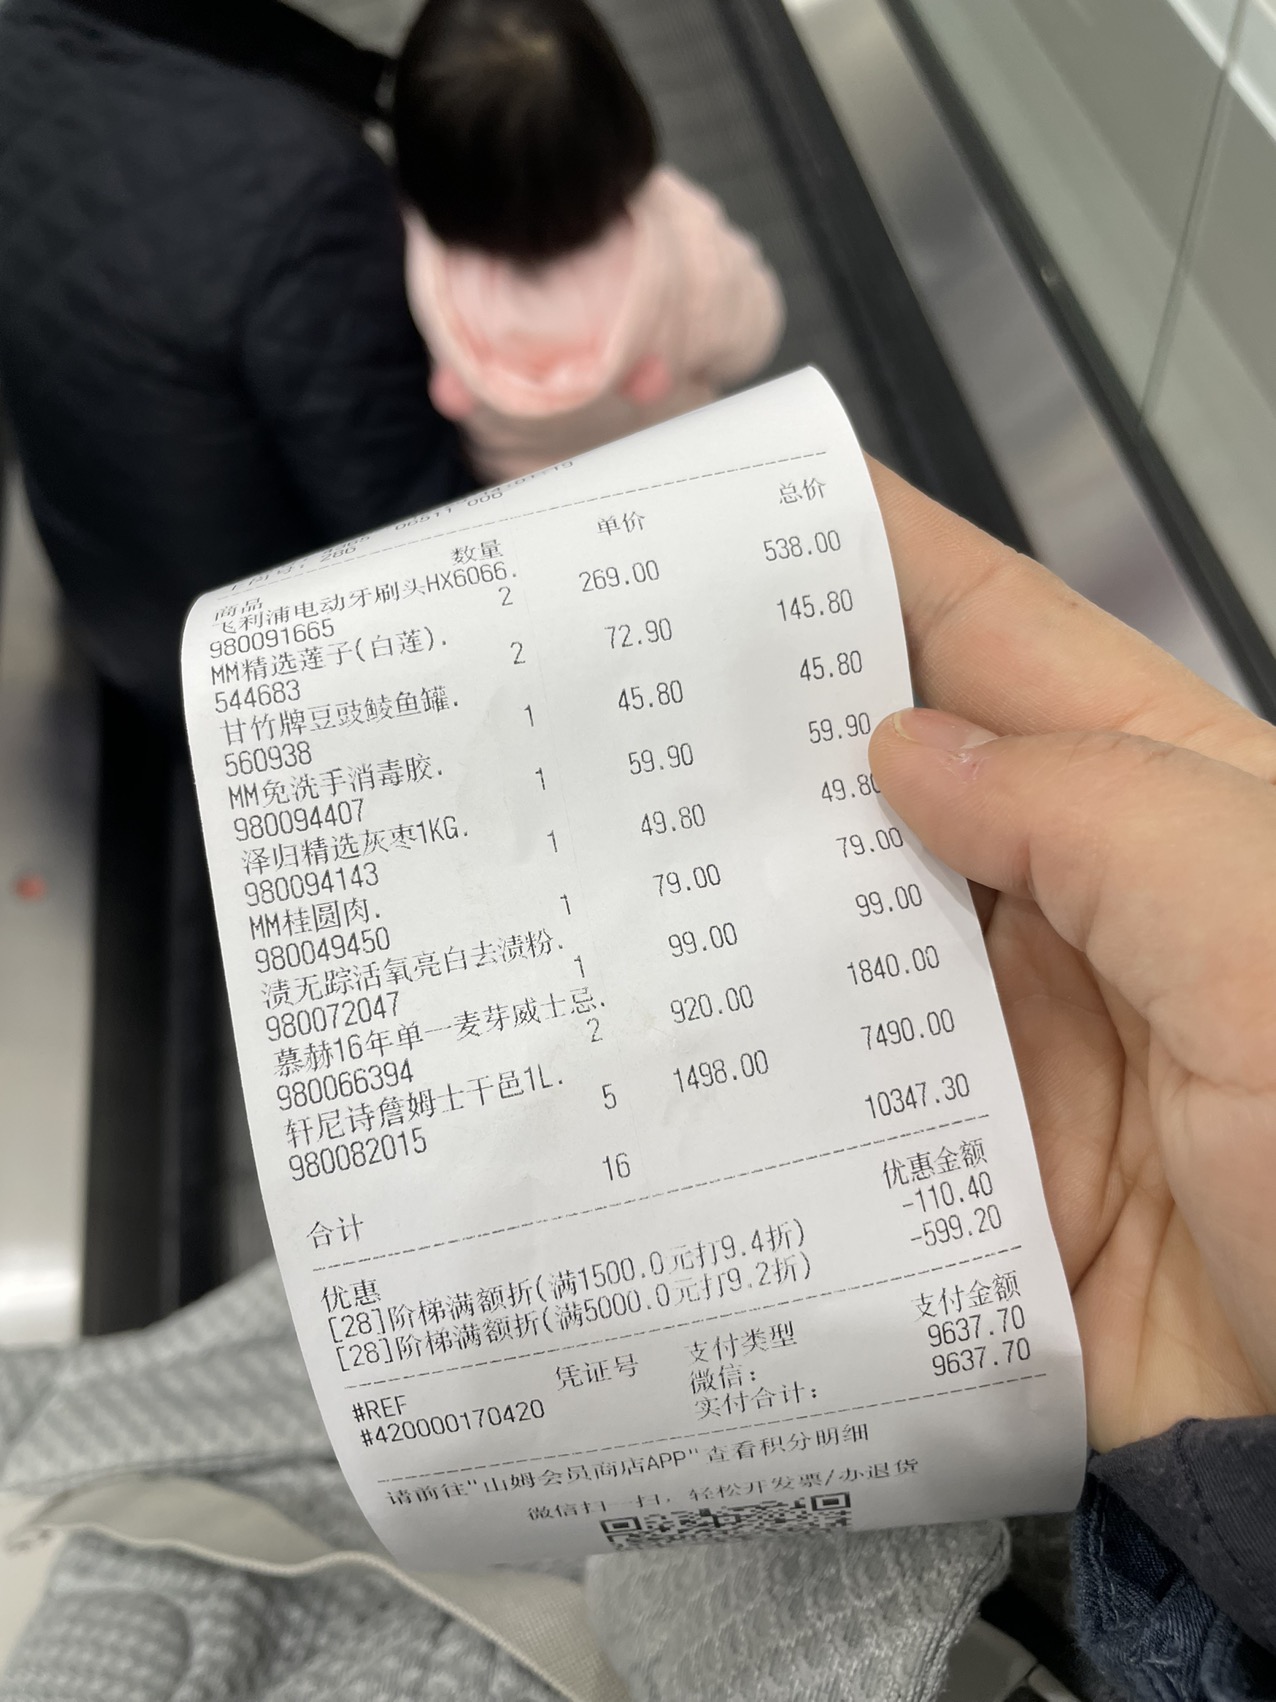 商品 数量 单价 总价
飞利浦电动牙刷头HX6066.
980091665 2 269.00 538.00
MM精选莲子(白莲).
544683 2 72.90 145.80
甘竹牌豆豉鲮鱼罐.
560938 1 45.80 45.80
MM免洗手消毒胶.
980094407 1 59.90 59.90
泽归精选灰枣1KG.
980094143 1 49.80 49.80
MM桂圆肉.
980049450 1 79.00 79.00
渍无踪活氧亮白去渍粉.
980072047 1 99.00 99.00
慕赫16年单一麦芽威士忌.
980066394 2 920.00 1840.00
轩尼诗詹姆士干邑1L.
980082015 5 1498.00 7490.00
合计 16 10347.30
优惠 优惠金额
[28]阶梯满额折(满1500.0元打9.4折) -110.40
[28]阶梯满额折(满5000.0元打9.2折) -599.20
凭证号 支付类型 支付金额
#REF 微信: 9637.70
#420000170420 实付合计: 9637.70
请前往"山姆会员商店APP"查看积分明细
微信扫一扫，轻松开发票/办退货